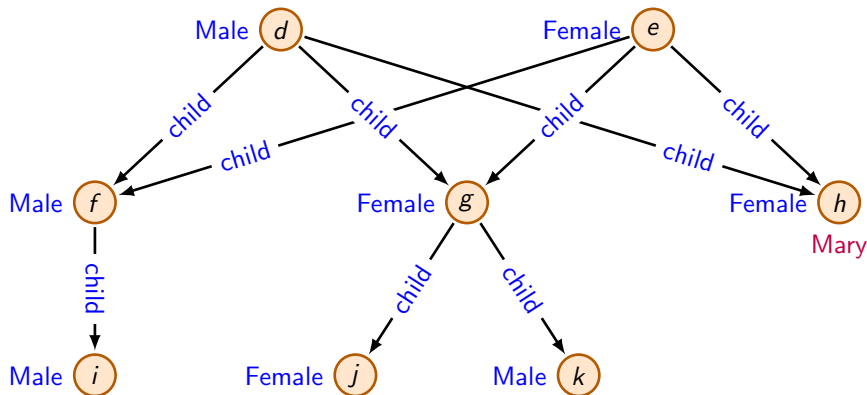 Male d Female e
child child child child
child child
Male f Female g Female h
Mary
child child child
Male i Female j Male k